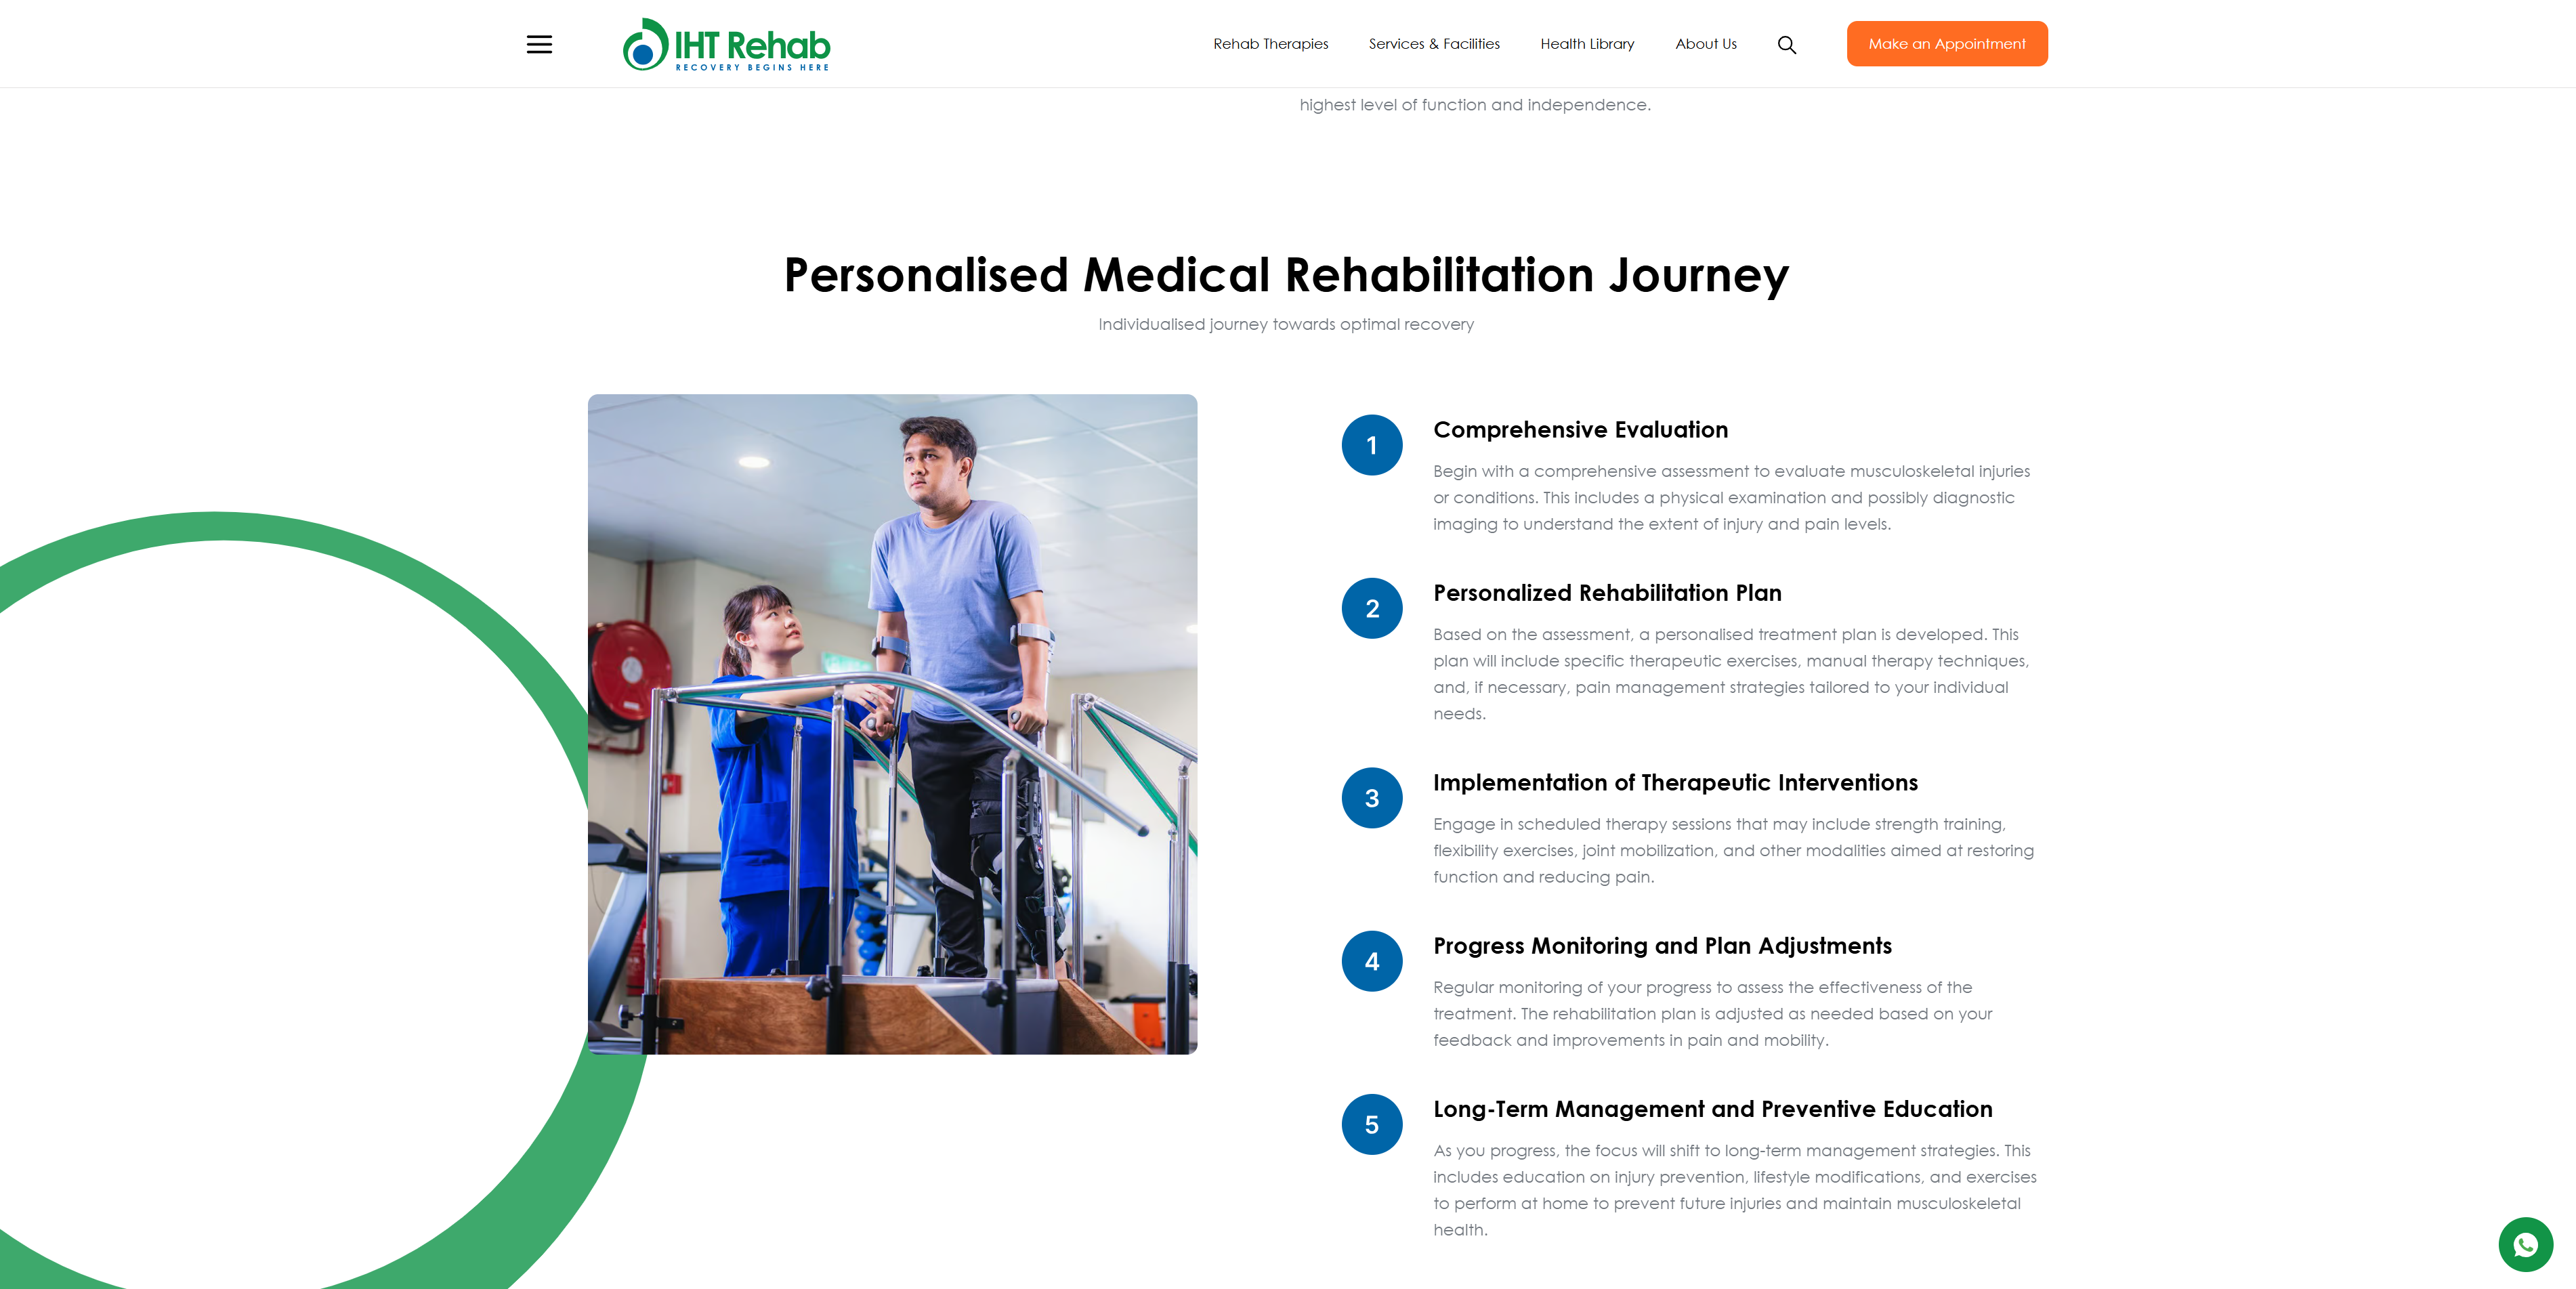 IHT Rehab
RECOVERY BEGINS HERE
Rehab Therapies
Services & Facilities
Health Library
About Us
Make an Appointment
highest level of function and independence.
Personalised Medical Rehabilitation Journey
Individualised journey towards optimal recovery
1
Comprehensive Evaluation
Begin with a comprehensive assessment to evaluate musculoskeletal injuries
or conditions. This includes a physical examination and possibly diagnostic
imaging to understand the extent of injury and pain levels.
2
Personalized Rehabilitation Plan
Based on the assessment, a personalised treatment plan is developed. This
plan will include specific therapeutic exercises, manual therapy techniques,
and, if necessary, pain management strategies tailored to your individual
needs.
3
Implementation of Therapeutic Interventions
Engage in scheduled therapy sessions that may include strength training,
flexibility exercises, joint mobilization, and other modalities aimed at restoring
function and reducing pain.
4
Progress Monitoring and Plan Adjustments
Regular monitoring of your progress to assess the effectiveness of the
treatment. The rehabilitation plan is adjusted as needed based on your
feedback and improvements in pain and mobility.
5
Long-Term Management and Preventive Education
As you progress, the focus will shift to long-term management strategies. This
includes education on injury prevention, lifestyle modifications, and exercises
to perform at home to prevent future injuries and maintain musculoskeletal
health.